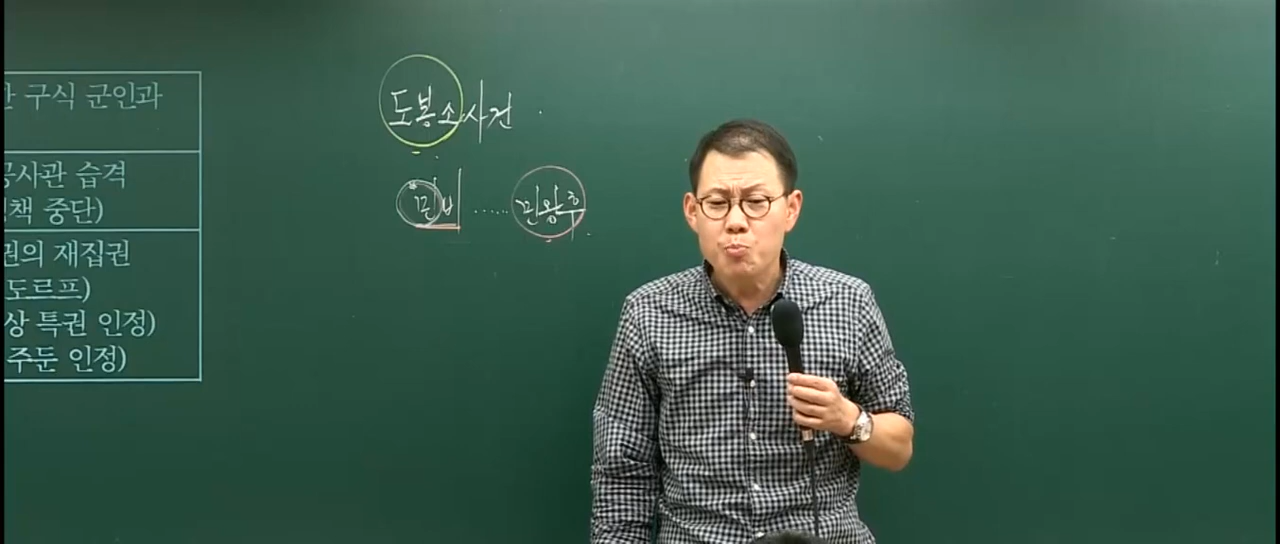 구식 군인과
공사관 습격
책 중단)
권의 재집권
도르프)
상 특권 인정)
주둔 인정)
도봉소사건
민비 ...... 민왕후